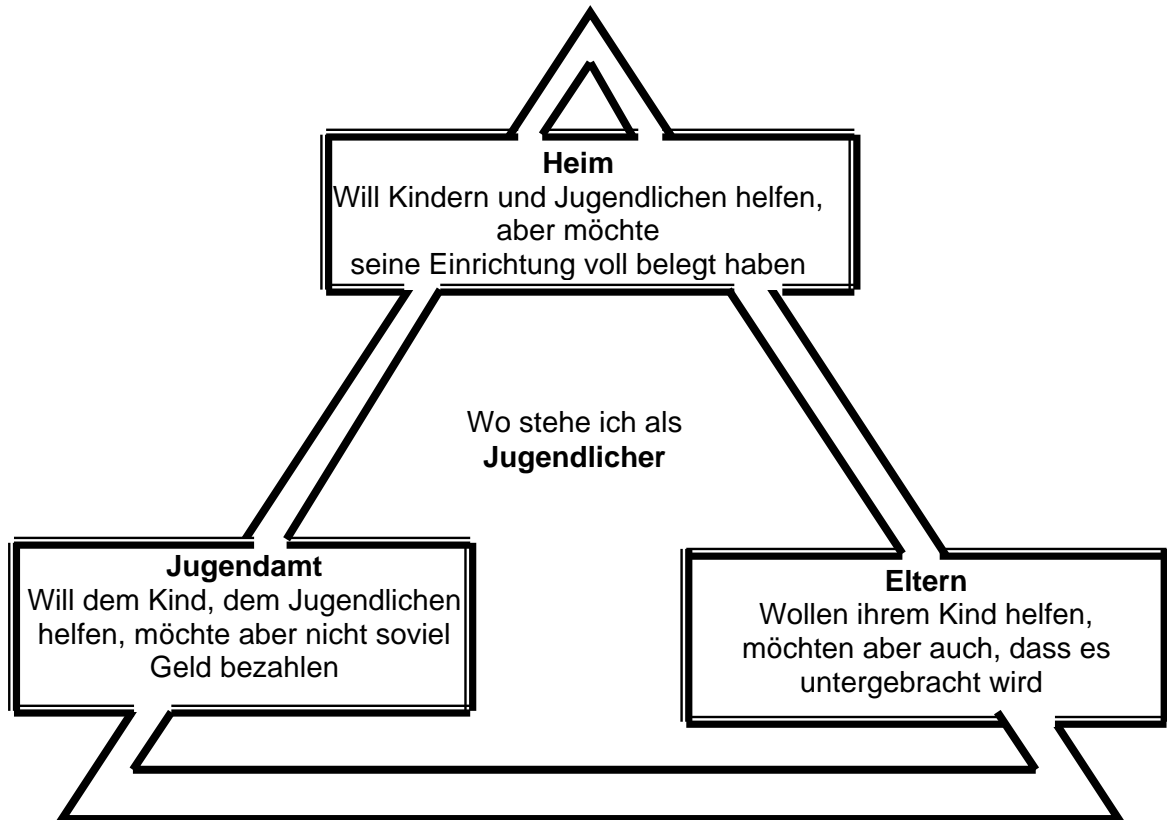 Heim
Will Kindern und Jugendlichen helfen,
aber möchte
seine Einrichtung voll belegt haben
Wo stehe ich als
Jugendlicher
Jugendamt
Will dem Kind, dem Jugendlichen
helfen, möchte aber nicht soviel
Geld bezahlen
Eltern
Wollen ihrem Kind helfen,
möchten aber auch, dass es
untergebracht wird